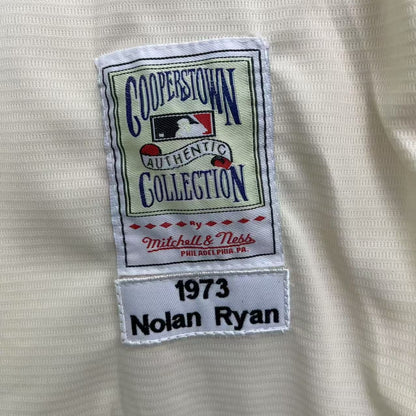 COOPERSTOWN
AUTHENTIC
COLLECTION
By
Mitchell & Ness
PHILADELPHIA, PA.
1973
Nolan Ryan